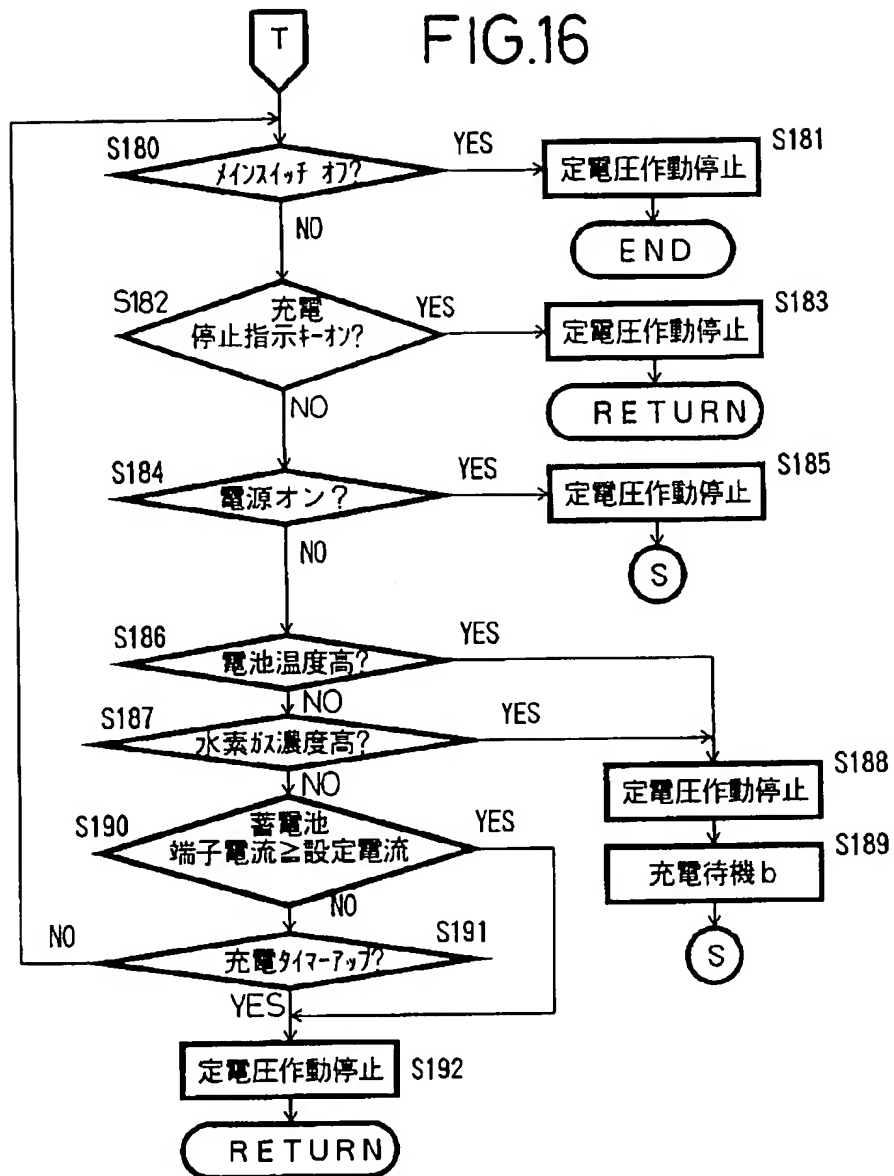 FIG.16
T
S180
メインスイッチ オフ?
YES
S181
定電圧作動停止
END
NO
S182
充電
停止指示キーオン?
YES
S183
定電圧作動停止
RETURN
NO
S184
電源オン?
YES
S185
定電圧作動停止
S
NO
S186
電池温度高?
YES
NO
S187
水素ガス濃度高?
YES
NO
S188
定電圧作動停止
S189
充電待機b
S
S190
蓄電池
端子電流≧設定電流
YES
NO
S191
充電タイマーアップ?
NO
YES
定電圧作動停止
S192
RETURN